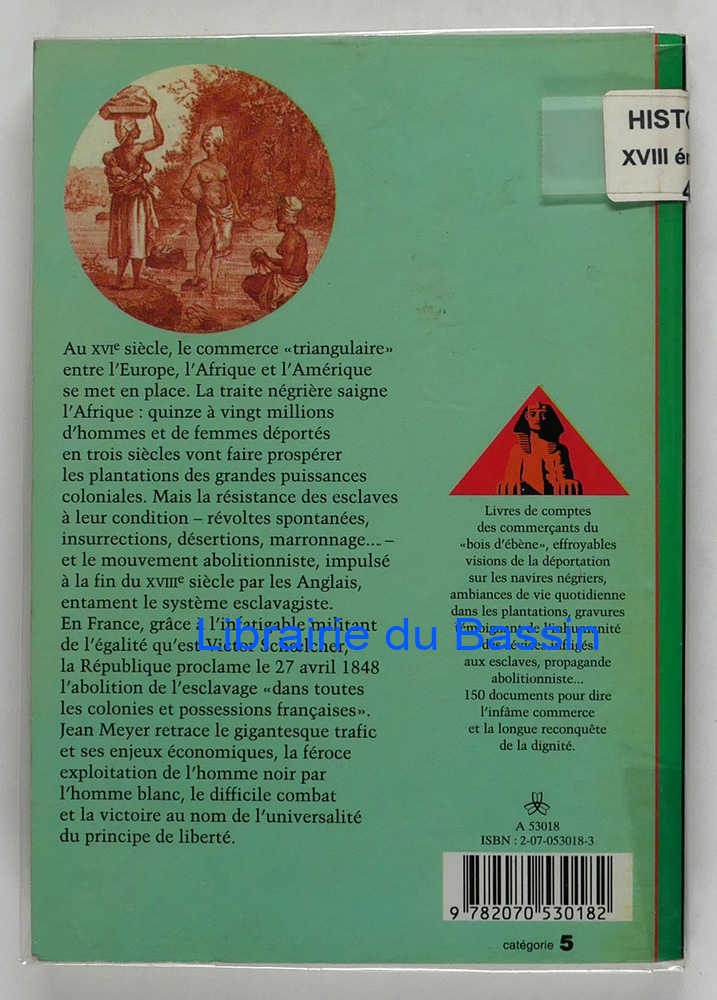 HIST
XVIII
Au XVIe siècle, le commerce «triangulaire»
entre l'Europe, l'Afrique et l'Amérique
se met en place. La traite négrière saigne
l'Afrique : quinze à vingt millions
d'hommes et de femmes déportés
en trois siècles vont faire prospérer
les plantations des grandes puissances
coloniales. Mais la résistance des esclaves
à leur condition – révoltes spontanées,
insurrections, désertions, marronnage... –
et le mouvement abolitionniste, impulsé
à la fin du XVIIIe siècle par les Anglais,
entament le système esclavagiste.
En France, grâce à l'infatigable militant
de l'égalité qu'est Victor Schœlcher,
la République proclame le 27 avril 1848
l'abolition de l'esclavage «dans toutes
les colonies et possessions françaises».
Jean Meyer retrace le gigantesque trafic
et ses enjeux économiques, la féroce
exploitation de l'homme noir par
l'homme blanc, le difficile combat
et la victoire au nom de l'universalité
du principe de liberté.
Livres de comptes
des commerçants du
«bois d'ébène», effroyables
visions de la déportation
sur les navires négriers,
ambiances de vie quotidienne
dans les plantations, gravures
témoignant de l'inhumanité
des sévices infligés
aux esclaves, propagande
abolitionniste...
150 documents pour dire
l'infâme commerce
et la longue reconquête
de la dignité.
Librairie du Bassin
A 53018
ISBN : 2-07-053018-3
9 782070 530182
catégorie 5